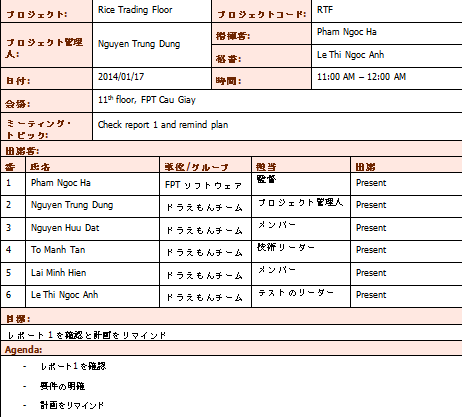 プロジェクト: Rice Trading Floor プロジェクトコード: RTF
プロジェクト管理人: Nguyen Trung Dung 指揮者: Pham Ngoc Ha
秘書: Le Thi Ngoc Anh
日付: 2014/01/17 時間: 11:00 AM – 12:00 AM
会場: 11th floor, FPT Cau Giay
ミーティング・トピック: Check report 1 and remind plan
出席者:
番 氏名 単位/グループ 担当 出席
1 Pham Ngoc Ha FPT ソフトウェア 監督 Present
2 Nguyen Trung Dung ドラえもんチーム プロジェクト管理人 Present
3 Nguyen Huu Dat ドラえもんチーム メンバー Present
4 To Manh Tan ドラえもんチーム 技術リーダー Present
5 Lai Minh Hien ドラえもんチーム メンバー Present
6 Le Thi Ngoc Anh ドラえもんチーム テストのリーダー Present
目標:
レポート1を確認と計画をリマインド
Agenda:
- レポート1を確認
- 要件の明確
- 計画をリマインド